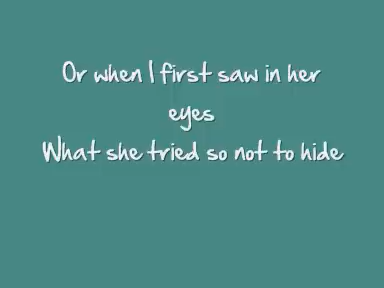 Or when I first saw in her
eyes
What she tried so not to hide